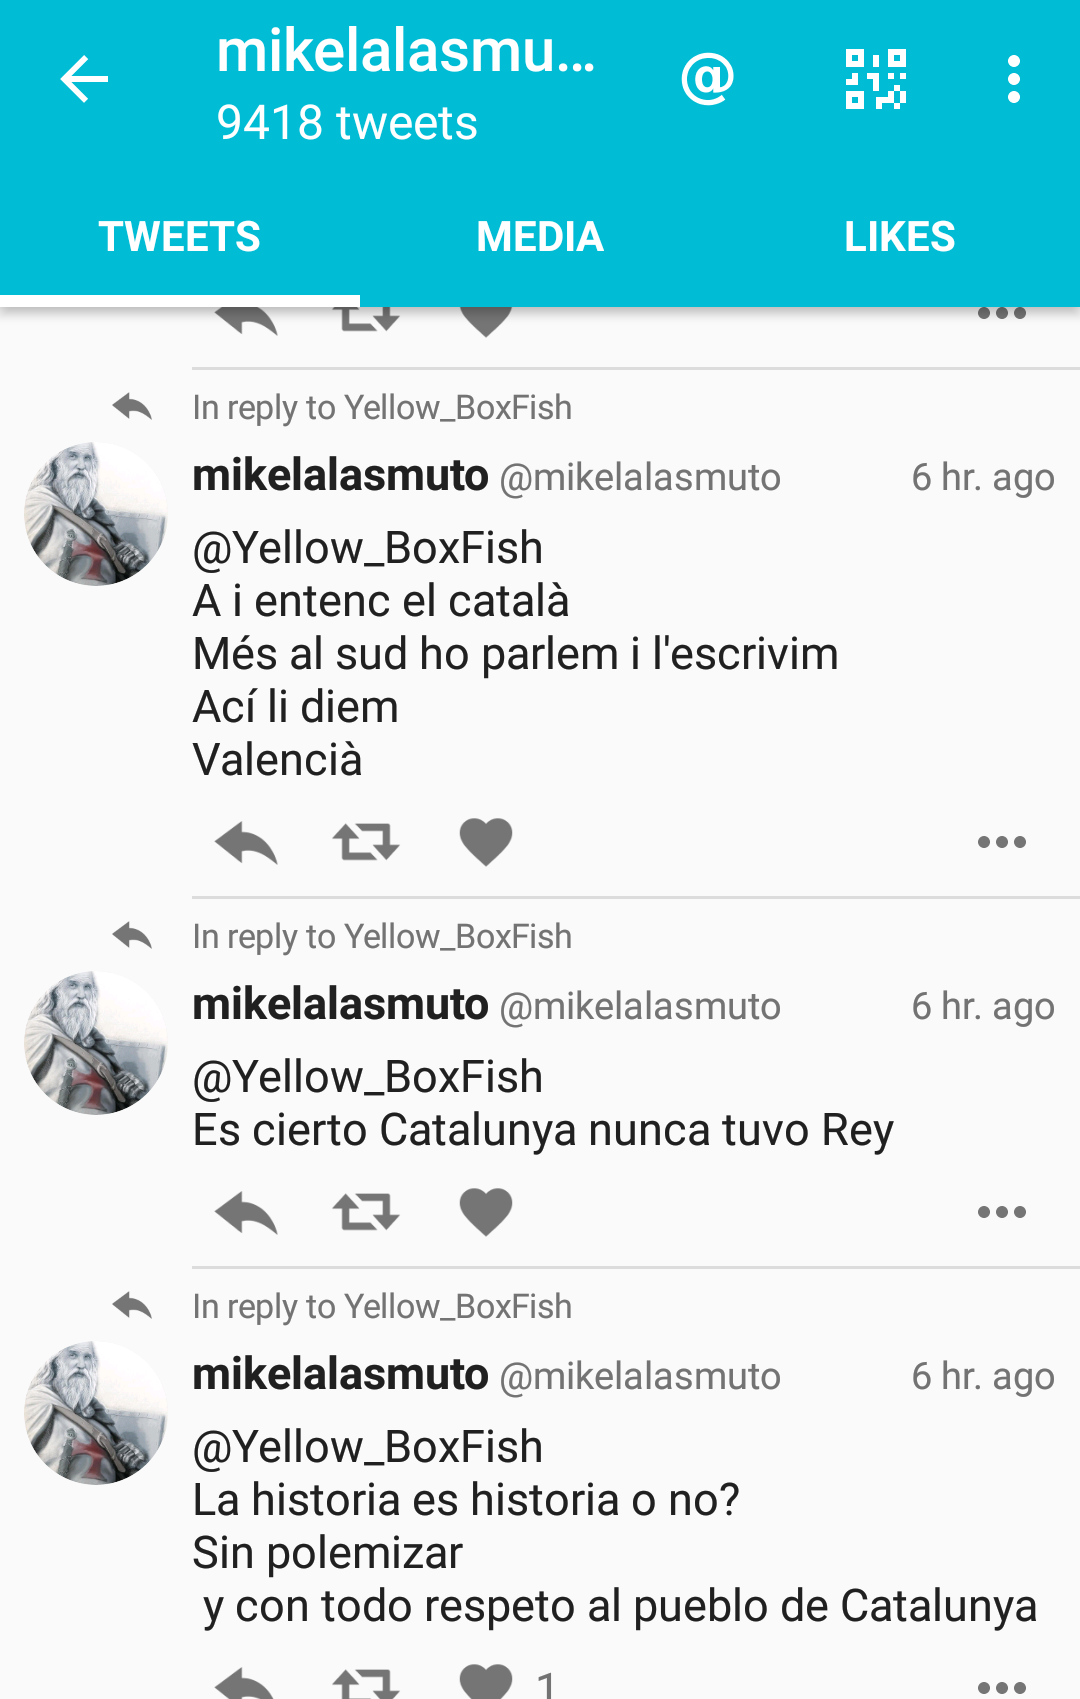 mikelalasmu...
9418 tweets
TWEETS
MEDIA
LIKES
In reply to Yellow_BoxFish
mikelalasmuto @mikelalasmuto 6 hr. ago
@Yellow_BoxFish
A i entenc el català
Més al sud ho parlem i l'escrivim
Ací li diem
Valencià
In reply to Yellow_BoxFish
mikelalasmuto @mikelalasmuto 6 hr. ago
@Yellow_BoxFish
Es cierto Catalunya nunca tuvo Rey
In reply to Yellow_BoxFish
mikelalasmuto @mikelalasmuto 6 hr. ago
@Yellow_BoxFish
La historia es historia o no?
Sin polemizar
y con todo respeto al pueblo de Catalunya
1